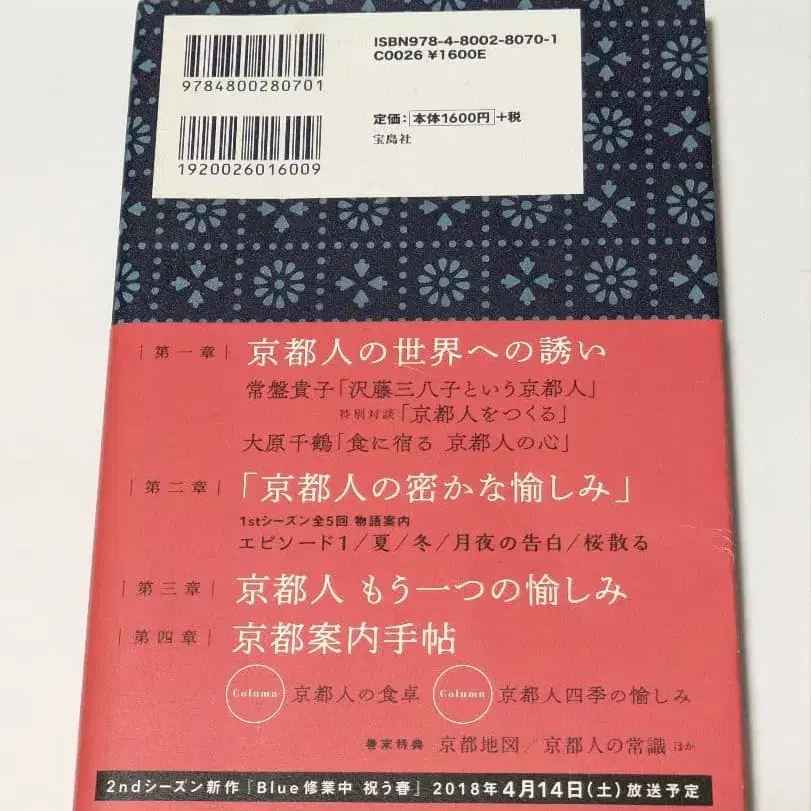 ISBN978-4-8002-8070-1
C0026 ¥1600E
9784800280701
定価：本体1600円+税
宝島社
1920026016009
第一章 京都人の世界への誘い
常盤貴子「沢藤三八子という京都人」
特別対談「京都人をつくる」
大原千鶴「食に宿る 京都人の心」
第二章 「京都人の密かな愉しみ」
1stシーズン全5回 物語案内
エピソード1/夏/冬/月夜の告白/桜散る
第三章 京都人 もう一つの愉しみ
第四章 京都案内手帖
Column 京都人の食卓 Column 京都人四季の愉しみ
巻末特典 京都地図/京都人の常識 ほか
2ndシーズン新作『Blue修業中 祝う春』2018年4月14日(土)放送予定